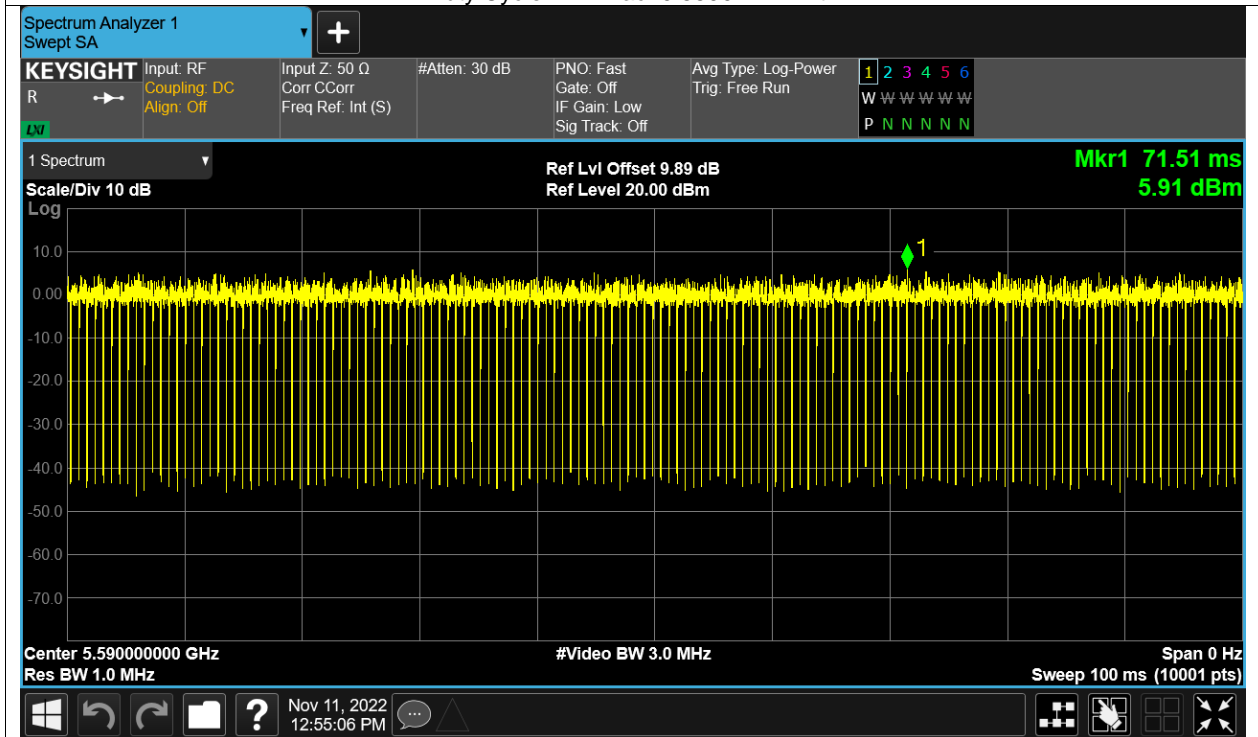 Spectrum Analyzer 1
Swept SA
KEYSIGHT
R
LXI
Input: RF
Coupling: DC
Align: Off
Input Z: 50 Ω
Corr CCorr
Freq Ref: Int (S)
#Atten: 30 dB
PNO: Fast
Gate: Off
IF Gain: Low
Sig Track: Off
Avg Type: Log-Power
Trig: Free Run
1 2 3 4 5 6
W W W W W W
P N N N N N
1 Spectrum
Scale/Div 10 dB
Log
Ref Lvl Offset 9.89 dB
Ref Level 20.00 dBm
Mkr1 71.51 ms
5.91 dBm
1
10.0
0.00
-10.0
-20.0
-30.0
-40.0
-50.0
-60.0
-70.0
Center 5.590000000 GHz
Res BW 1.0 MHz
#Video BW 3.0 MHz
Span 0 Hz
Sweep 100 ms (10001 pts)
?
Nov 11, 2022
12:55:06 PM